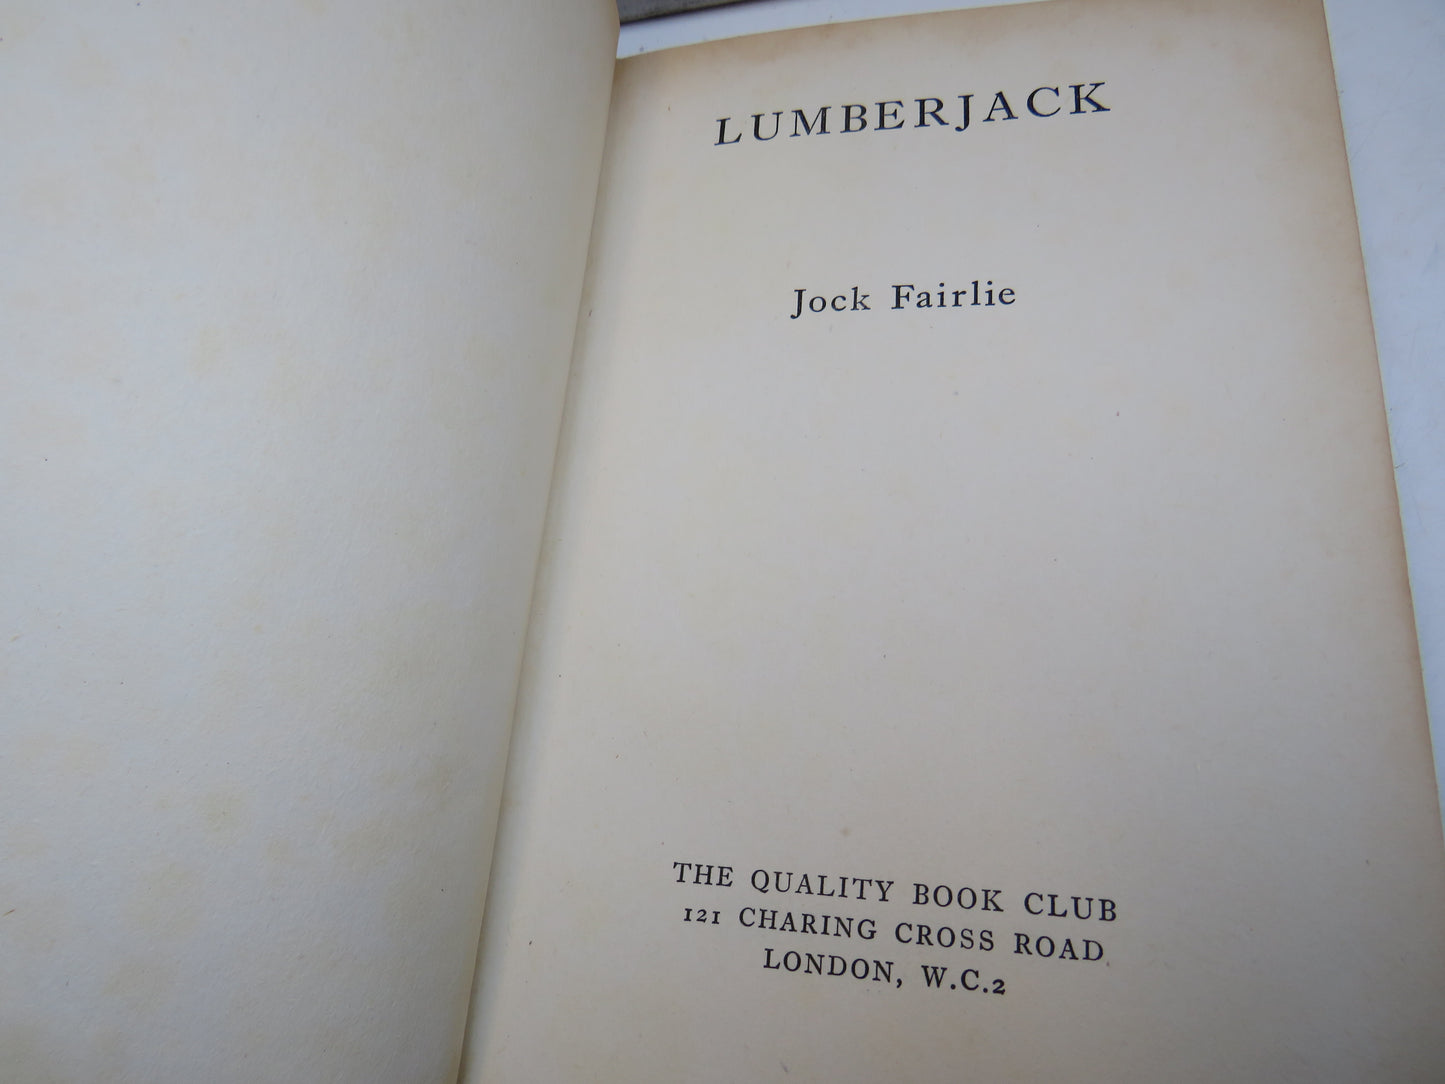 LUMBERJACK
Jock Fairlie
THE QUALITY BOOK CLUB
121 CHARING CROSS ROAD
LONDON, W.C.2